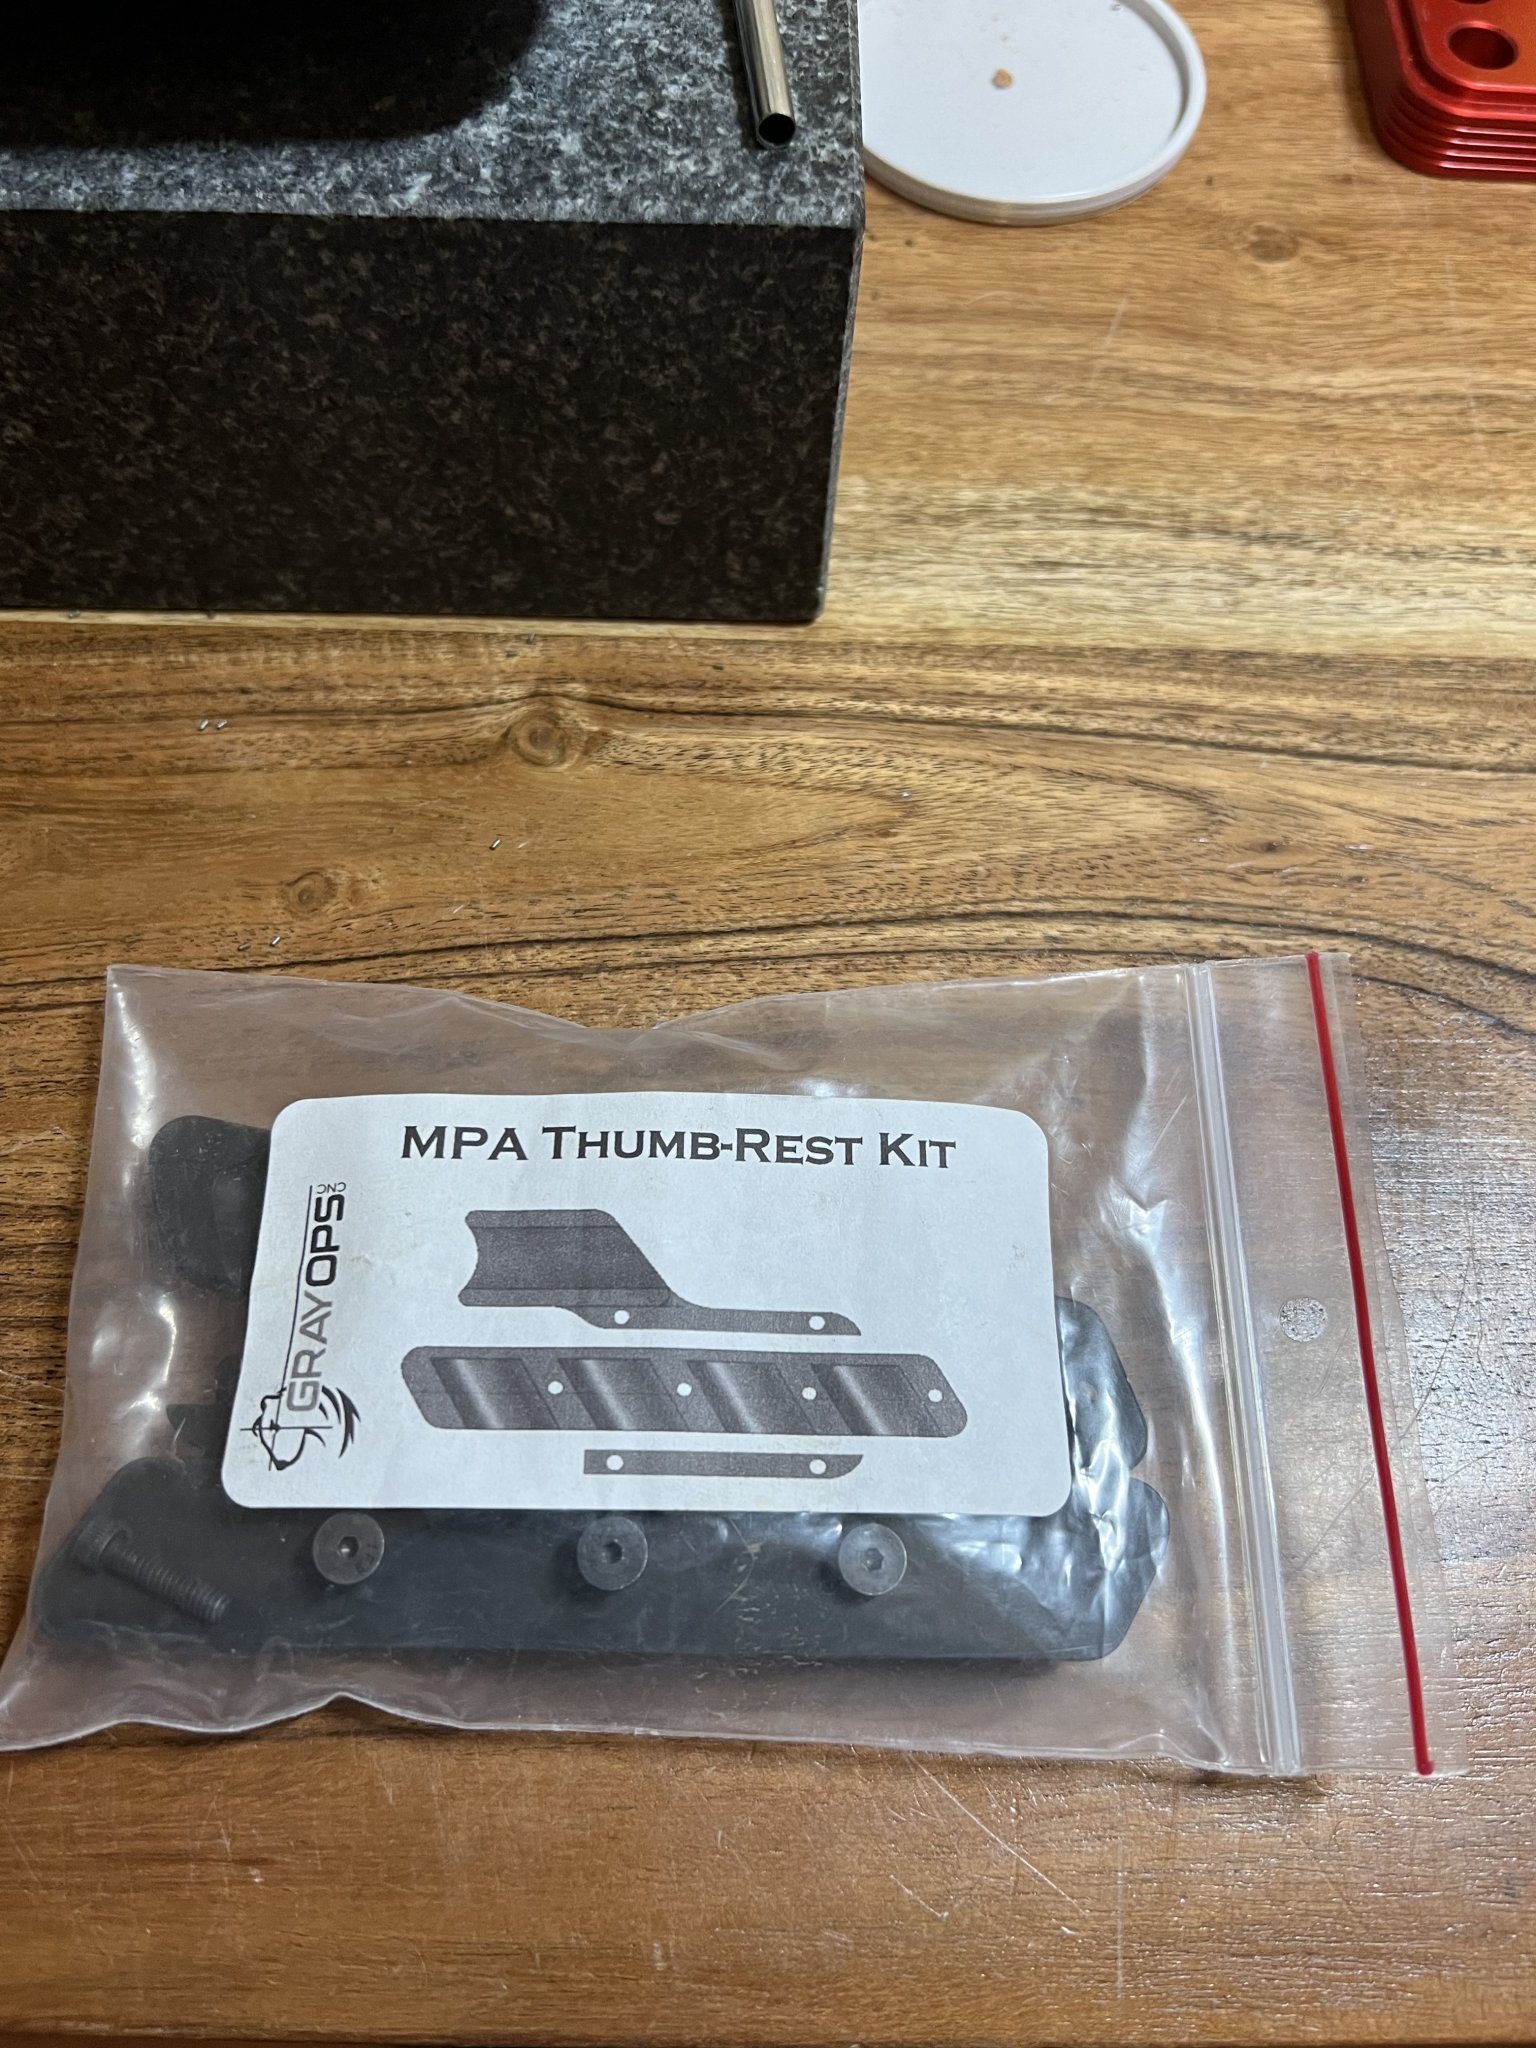 MPA THUMB-REST KIT
GRAYOPS
CNC